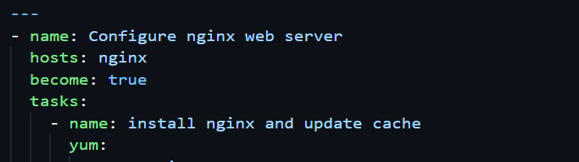 ---
- name: Configure nginx web server
hosts: nginx
become: true
tasks:
- name: install nginx and update cache
yum: